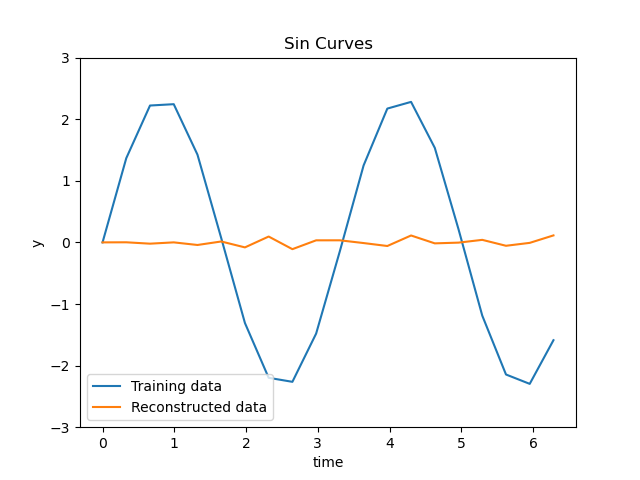 Sin Curves
3
2
1
0
−1
−2
−3
y
Training data
Reconstructed data
0 1 2 3 4 5 6
time